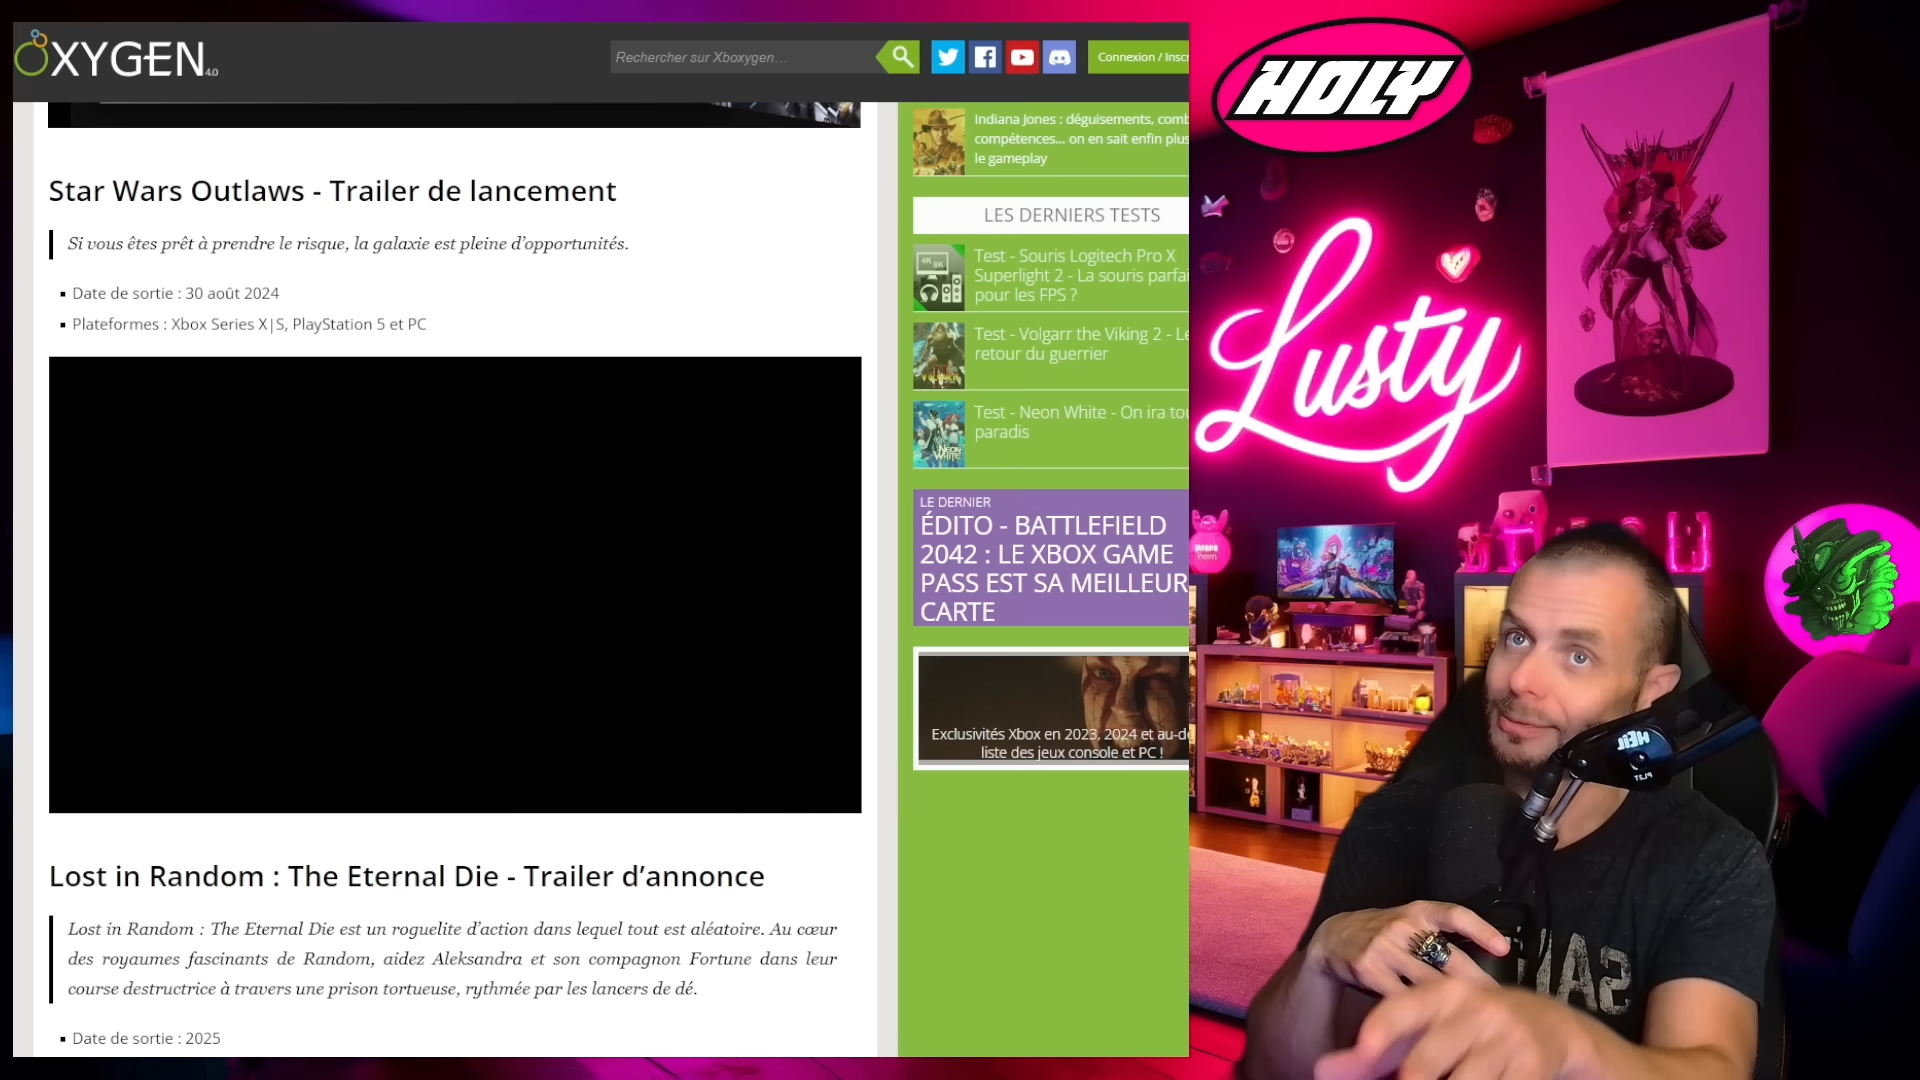 OXYGEN 4.0
Rechercher sur Xboxygen...
Connexion / Inscr
Star Wars Outlaws - Trailer de lancement
Si vous êtes prêt à prendre le risque, la galaxie est pleine d’opportunités.
Date de sortie : 30 août 2024
Plateformes : Xbox Series X|S, PlayStation 5 et PC
Lost in Random : The Eternal Die - Trailer d’annonce
Lost in Random : The Eternal Die est un roguelite d’action dans lequel tout est aléatoire. Au cœur
des royaumes fascinants de Random, aidez Aleksandra et son compagnon Fortune dans leur
course destructrice à travers une prison tortueuse, rythmée par les lancers de dé.
Date de sortie : 2025
Indiana Jones : déguisements, comb
compétences... on en sait enfin plus
le gameplay
LES DERNIERS TESTS
Test - Souris Logitech Pro X
Superlight 2 - La souris parfai
pour les FPS ?
Test - Volgarr the Viking 2 - Le
retour du guerrier
Test - Neon White - On ira tou
paradis
LE DERNIER
ÉDITO - BATTLEFIELD
2042 : LE XBOX GAME
PASS EST SA MEILLEUR
CARTE
Exclusivités Xbox en 2023, 2024 et au-de
liste des jeux console et PC !
HOLY
Lusty